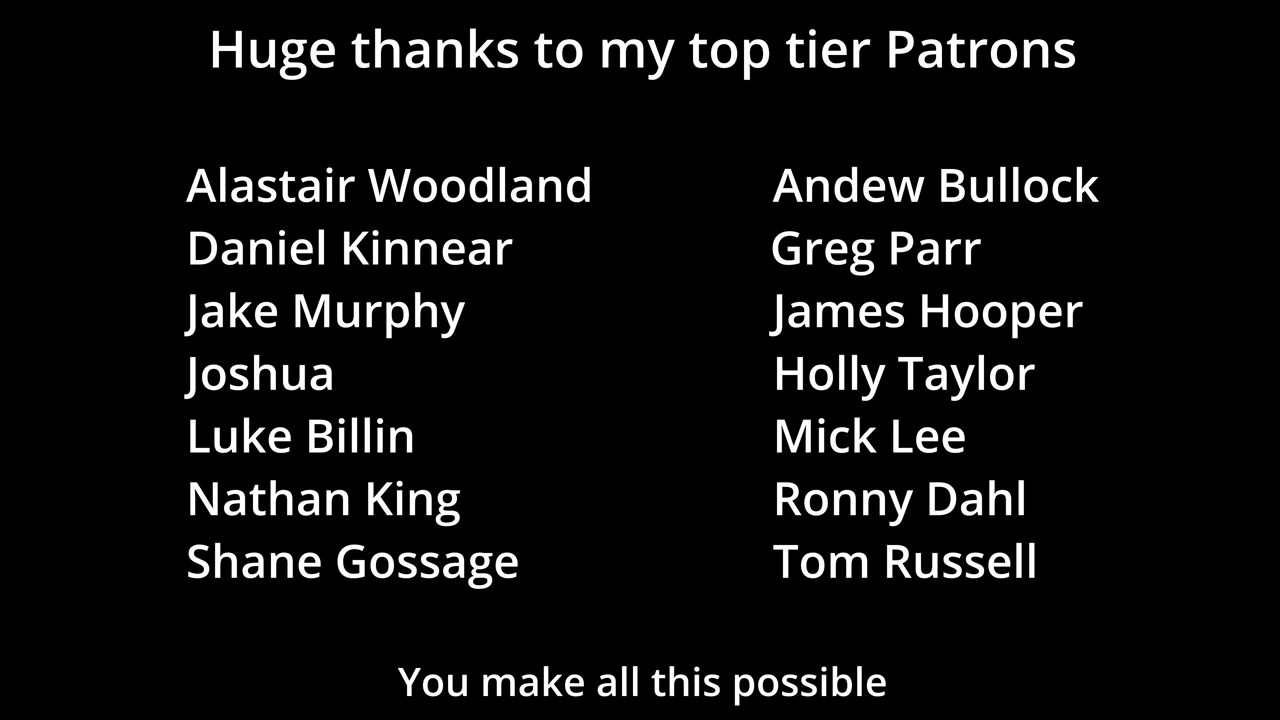 Huge thanks to my top tier Patrons
Alastair Woodland
Daniel Kinnear
Jake Murphy
Joshua
Luke Billin
Nathan King
Shane Gossage
Andew Bullock
Greg Parr
James Hooper
Holly Taylor
Mick Lee
Ronny Dahl
Tom Russell
You make all this possible